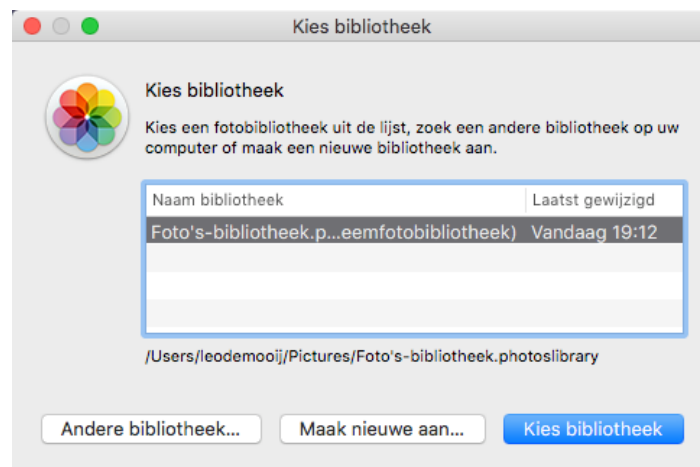 Kies bibliotheek
Kies bibliotheek
Kies een fotobibliotheek uit de lijst, zoek een andere bibliotheek op uw
computer of maak een nieuwe bibliotheek aan.
Naam bibliotheek Laatst gewijzigd
Foto's-bibliotheek.p...eemfotobibliotheek) Vandaag 19:12
/Users/leodemooij/Pictures/Foto's-bibliotheek.photoslibrary
Andere bibliotheek... Maak nieuwe aan... Kies bibliotheek